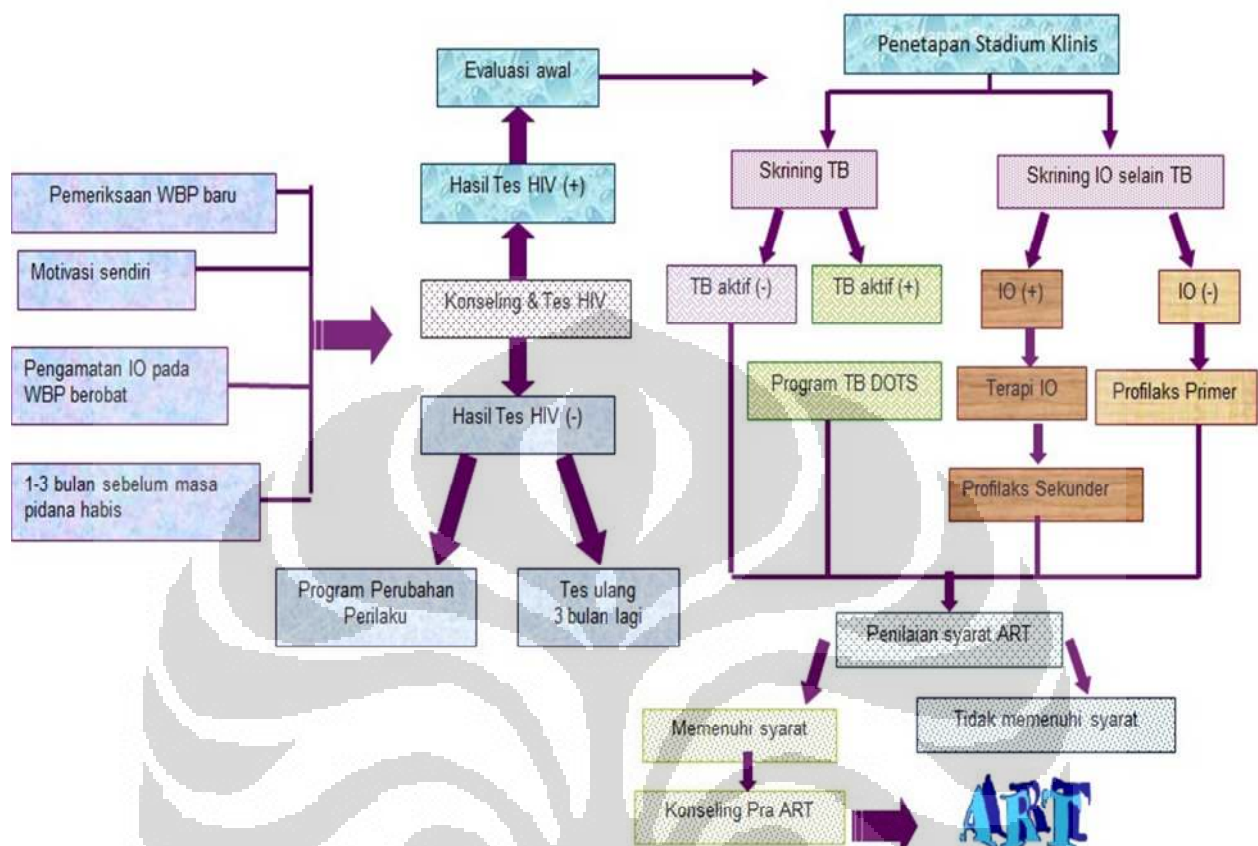 Penetapan Stadium Klinis
Evaluasi awal
Skrining TB
Skrining IO selain TB
Hasil Tes HIV (+)
Pemeriksaan WBP baru
Motivasi sendiri
TB aktif (-)
TB aktif (+)
IO (+)
IO (-)
Konseling & Tes HIV
Pengamatan IO pada
WBP berobat
Program TB DOTS
Terapi IO
Profilaks Primer
Hasil Tes HIV (-)
1-3 bulan sebelum masa
pidana habis
Profilaks Sekunder
Program Perubahan
Perilaku
Tes ulang
3 bulan lagi
Penilaian syarat ART
Memenuhi syarat
Tidak memenuhi syarat
Konseling Pra ART
ART